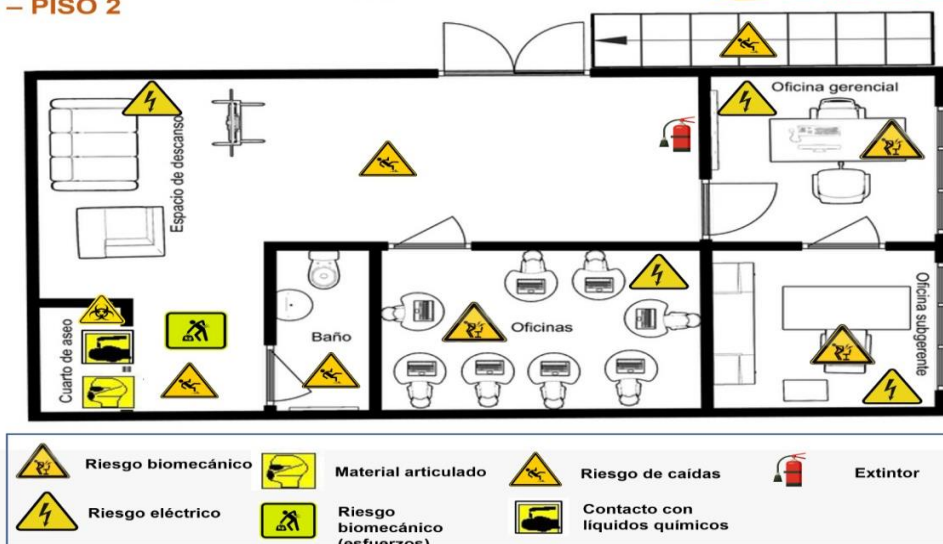 – PISO 2
Oficina gerencial
Espacio de descanso
Oficina subgerente
Oficinas
Baño
Cuarto de aseo
Riesgo biomecánico
Material articulado
Riesgo de caídas
Extintor
Riesgo eléctrico
Riesgo
biomecánico
(esfuerzos)
Contacto con
líquidos químicos